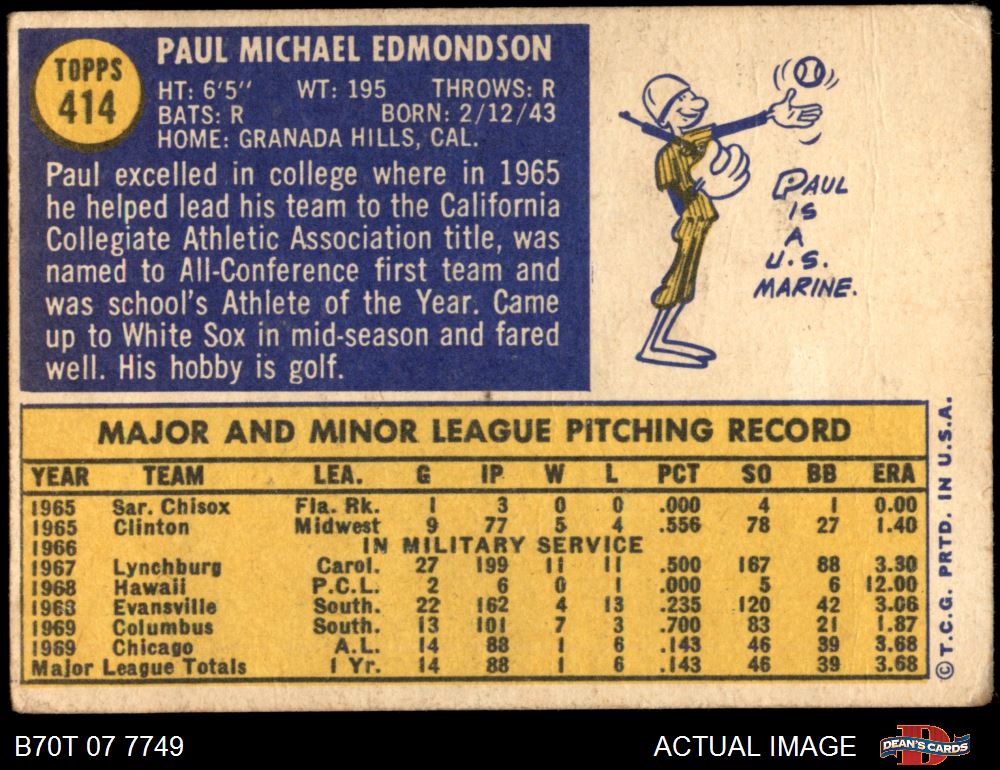 TOPPS
414
PAUL MICHAEL EDMONDSON
HT: 6'5" WT: 195 THROWS: R
BATS: R BORN: 2/12/43
HOME: GRANADA HILLS, CAL.
Paul excelled in college where in 1965
he helped lead his team to the California
Collegiate Athletic Association title, was
named to All-Conference first team and
was school's Athlete of the Year. Came
up to White Sox in mid-season and fared
well. His hobby is golf.
PAUL
IS
A
U.S.
MARINE.
MAJOR AND MINOR LEAGUE PITCHING RECORD
YEAR TEAM LEA. G IP W L PCT SO BB ERA
1965 Sar. Chisox Fla. Rk. 1 3 0 0 .000 4 1 0.00
1965 Clinton Midwest 9 77 5 4 .556 78 27 1.40
1966 IN MILITARY SERVICE
1967 Lynchburg Carol. 27 199 11 11 .500 167 88 3.30
1968 Hawaii P.C.L. 2 6 0 1 .000 5 6 12.00
1968 Evansville South. 22 162 4 13 .235 120 42 3.06
1969 Columbus South. 13 101 7 3 .700 83 21 1.87
1969 Chicago A.L. 14 88 1 6 .143 46 39 3.68
Major League Totals 1 Yr. 14 88 1 6 .143 46 39 3.68
© T.C.G. PRTD. IN U.S.A.
B70T 07 7749
ACTUAL IMAGE
D
DEAN'S CARDS